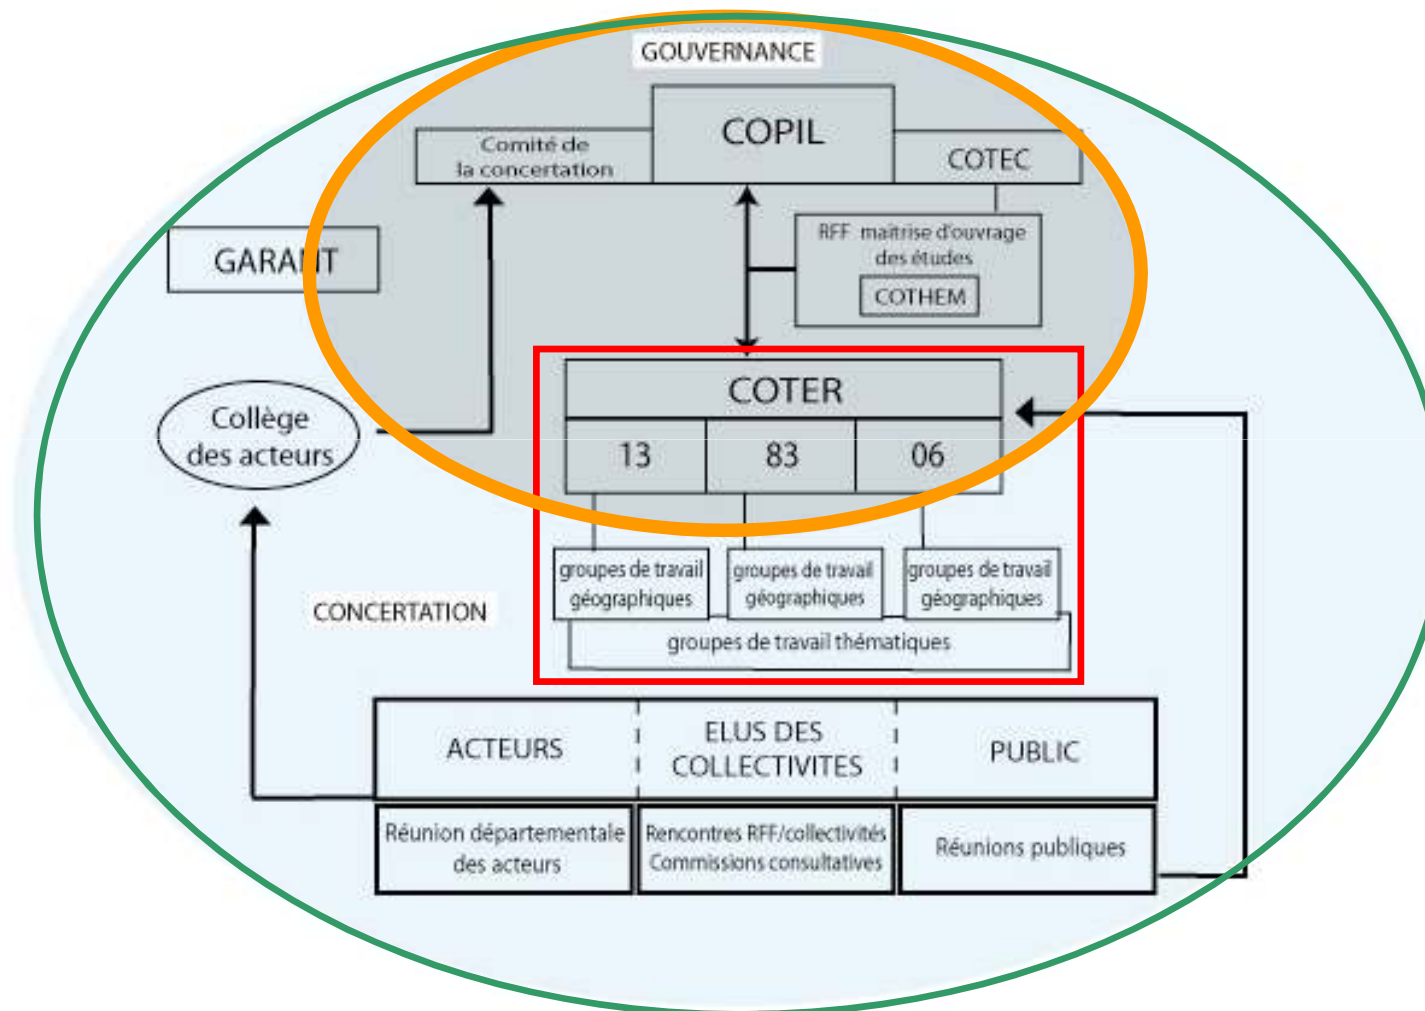 GOUVERNANCE
COPIL
Comité de
la concertation
COTEC
RFF maitrise d'ouvrage
des études
COTHEM
GARANT
COTER
13 83 06
Collège
des acteurs
groupes de travail
géographiques
groupes de travail
géographiques
groupes de travail
géographiques
CONCERTATION
groupes de travail thématiques
ACTEURS
ELUS DES
COLLECTIVITES
PUBLIC
Réunion départementale
des acteurs
Rencontres RFF/collectivités
Commissions consultatives
Réunions publiques